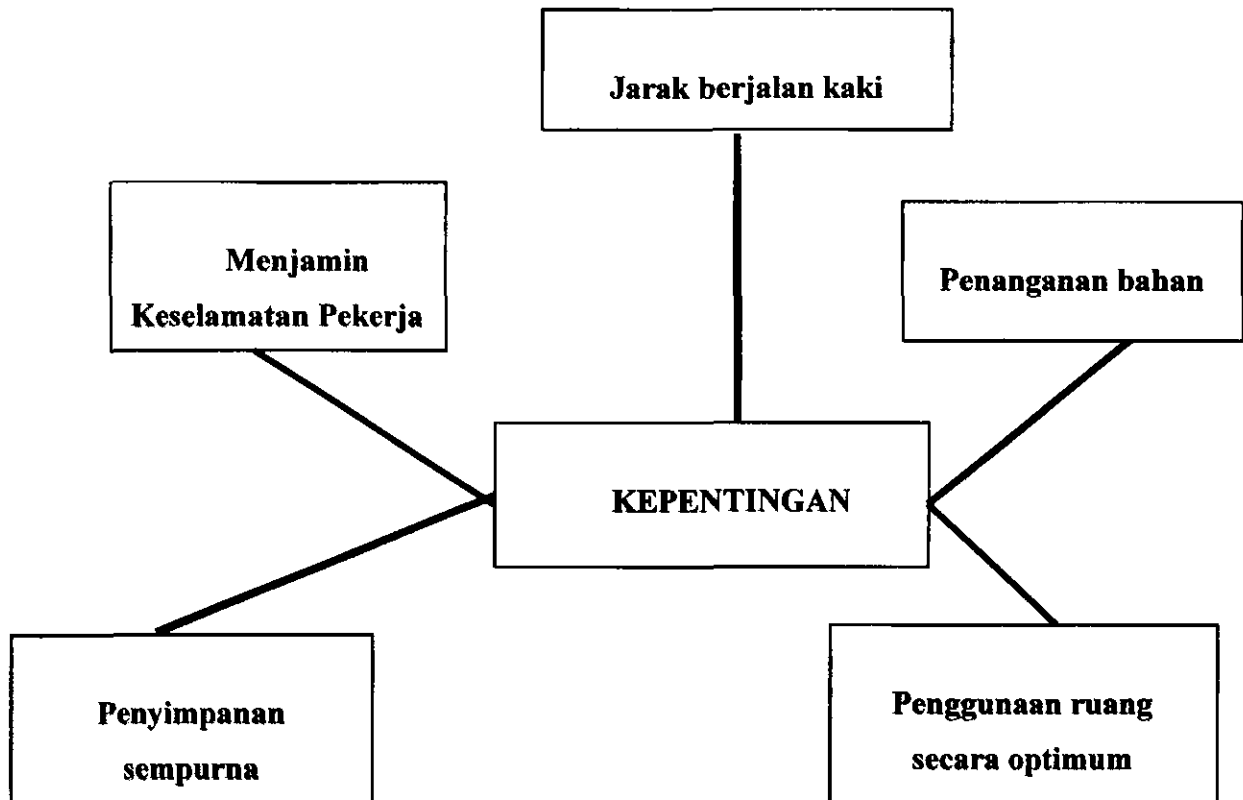 Jarak berjalan kaki
Menjamin
Keselamatan Pekerja
Penanganan bahan
KEPENTINGAN
Penyimpanan
sempurna
Penggunaan ruang
secara optimum